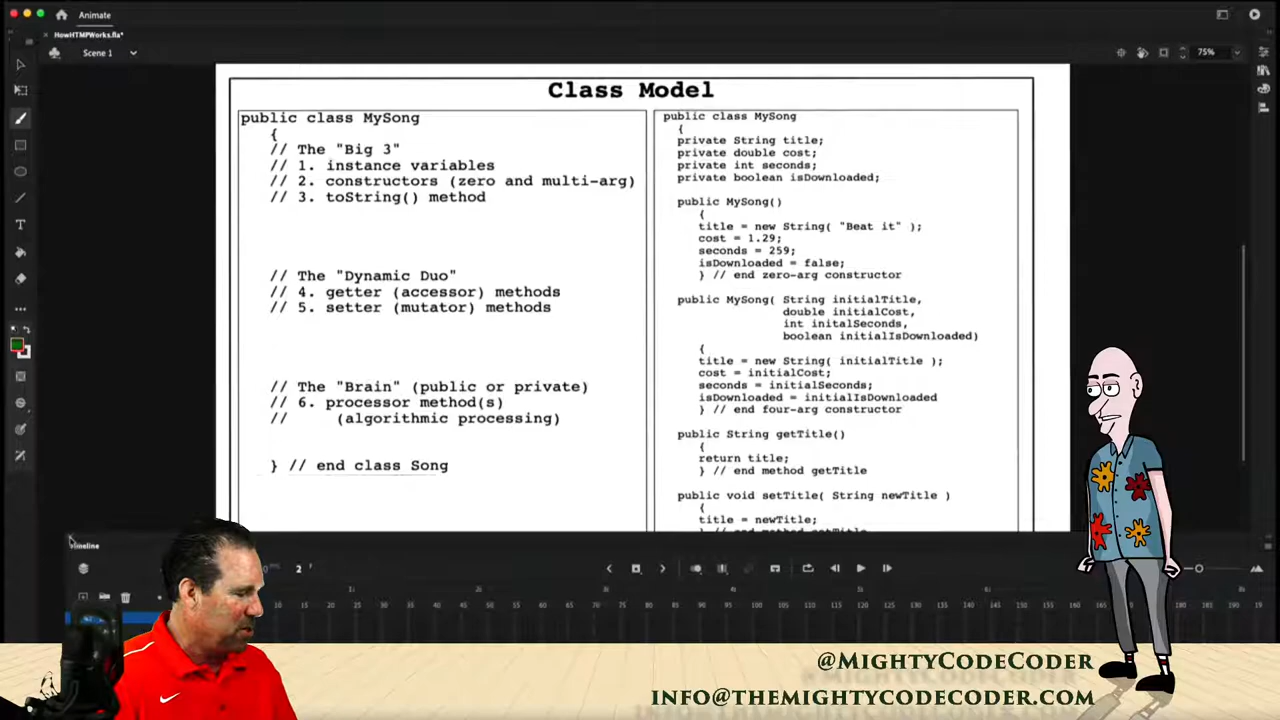 Animate
HowHTMPWorks.fla*
Scene 1
75%
Class Model
public class MySong
{
// The "Big 3"
// 1. instance variables
// 2. constructors (zero and multi-arg)
// 3. toString() method
// The "Dynamic Duo"
// 4. getter (accessor) methods
// 5. setter (mutator) methods
// The "Brain" (public or private)
// 6. processor method(s)
// (algorithmic processing)
} // end class Song
public class MySong
{
private String title;
private double cost;
private int seconds;
private boolean isDownloaded;
public MySong()
{
title = new String( "Beat it" );
cost = 1.29;
seconds = 259;
isDownloaded = false;
} // end zero-arg constructor
public MySong( String initialTitle,
double initialCost,
int initalSeconds,
boolean initialIsDownloaded)
{
title = new String( initialTitle );
cost = initialCost;
seconds = initialSeconds;
isDownloaded = initialIsDownloaded
} // end four-arg constructor
public String getTitle()
{
return title;
} // end method getTitle
public void setTitle( String newTitle )
{
title = newTitle;
Timeline
2
@MightyCodeCoder
info@themightycodecoder.com